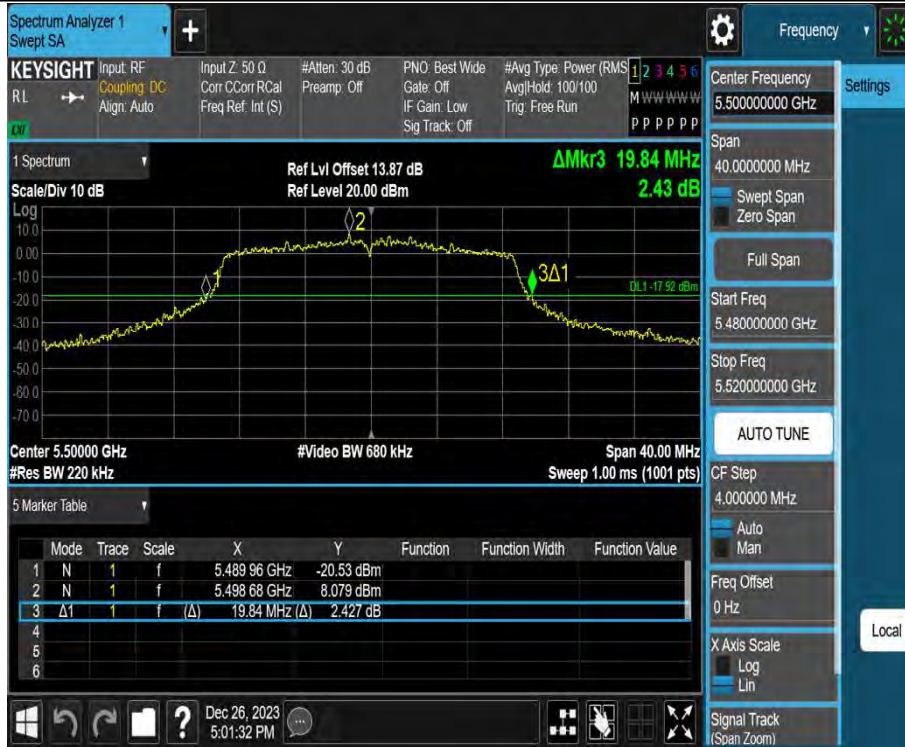 Spectrum Analyzer 1
Swept SA
+
Frequency
KEYSIGHT
Input: RF
Input Z: 50 Ω
#Atten: 30 dB
PNO: Best Wide
#Avg Type: Power (RMS
1 2 3 4 5 6
RL
Coupling: DC
Corr CCorr RCal
Preamp: Off
Gate: Off
Avg|Hold: 100/100
M W W W W W
Align: Auto
Freq Ref: Int (S)
IF Gain: Low
Trig: Free Run
LXI
Sig Track: Off
P P P P P P
1 Spectrum
Ref Lvl Offset 13.87 dB
ΔMkr3 19.84 MHz
Scale/Div 10 dB
Ref Level 20.00 dBm
2.43 dB
Log
10.0
0.00
-10.0
-20.0
-30.0
-40.0
-50.0
-60.0
-70.0
1
2
3Δ1
DL1 -17.92 dBm
Center 5.50000 GHz
#Video BW 680 kHz
Span 40.00 MHz
#Res BW 220 kHz
Sweep 1.00 ms (1001 pts)
5 Marker Table
Mode Trace Scale X Y Function Function Width Function Value
1 N 1 f 5.489 96 GHz -20.53 dBm
2 N 1 f 5.498 68 GHz 8.079 dBm
3 Δ1 1 f (Δ) 19.84 MHz (Δ) 2.427 dB
4
5
6
?
Dec 26, 2023
5:01:32 PM
Center Frequency
5.500000000 GHz
Settings
Span
40.0000000 MHz
Swept Span
Zero Span
Full Span
Start Freq
5.480000000 GHz
Stop Freq
5.520000000 GHz
AUTO TUNE
CF Step
4.000000 MHz
Auto
Man
Freq Offset
0 Hz
Local
X Axis Scale
Log
Lin
Signal Track
(Span Zoom)